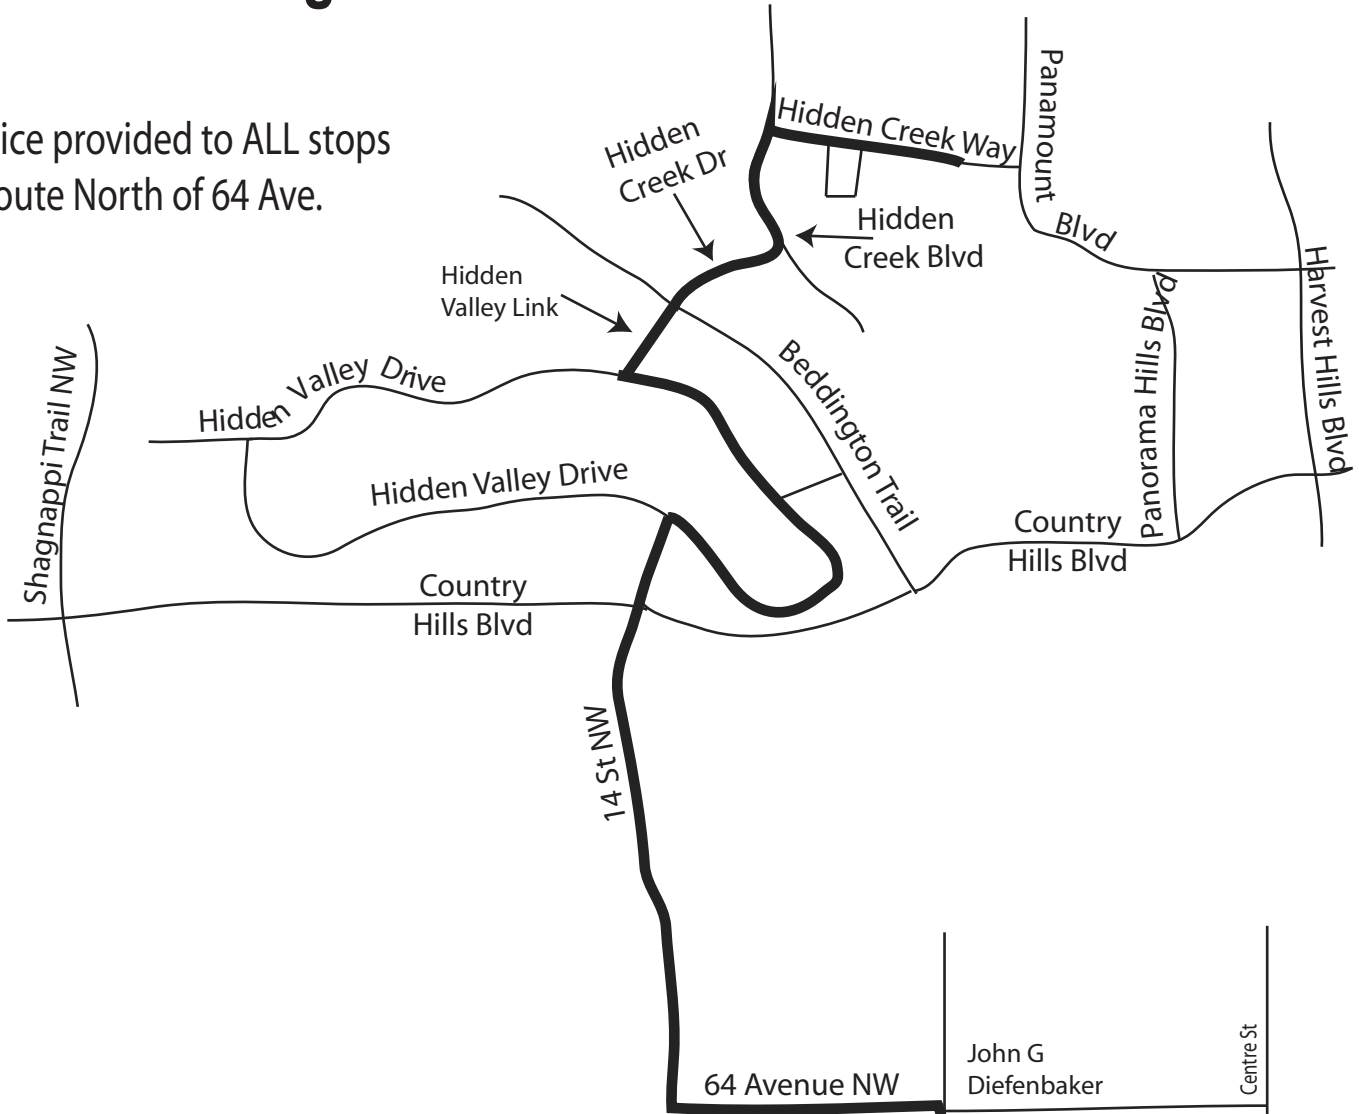 g
ice provided to ALL stops
oute North of 64 Ave.
Hidden
Creek Dr
Hidden Creek Way
Panamount
Blvd
Hidden
Creek Blvd
Hidden
Valley Link
Harvest Hills Blvd
Panorama Hills Blvd
Beddington Trail
Shagnappi Trail NW
Hidden Valley Drive
Hidden Valley Drive
Country
Hills Blvd
Country
Hills Blvd
14 St NW
64 Avenue NW
John G
Diefenbaker
Centre St